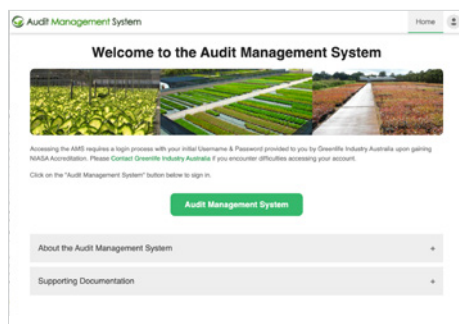 Audit Management System
Home
Welcome to the Audit Management System
Accessing the AMS requires a login process with your initial Username & Password provided to you by Greenlife Industry Australia upon gaining
NIASA Accreditation. Please Contact Greenlife Industry Australia if you encounter difficulties accessing your account.
Click on the "Audit Management System" button below to sign in:
Audit Management System
About the Audit Management System +
Supporting Documentation +